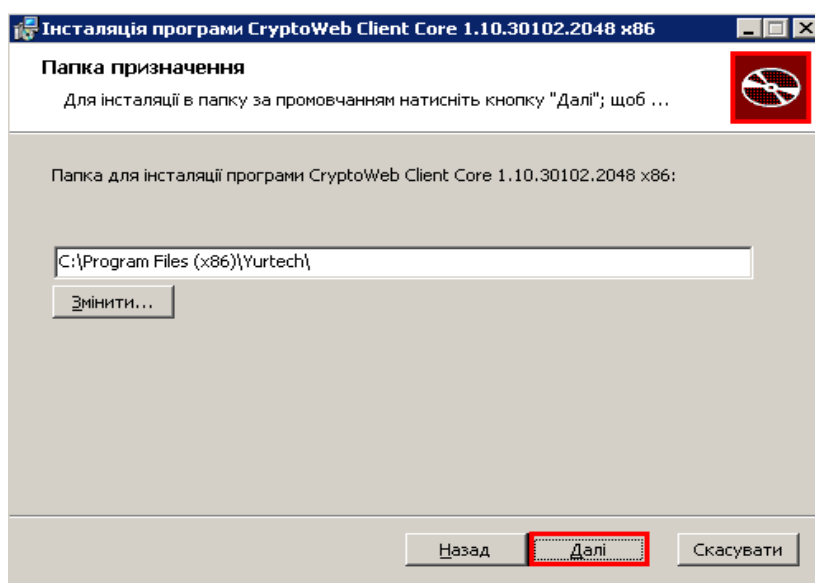 Інсталяція програми CryptoWeb Client Core 1.10.30102.2048 x86
Папка призначення
Для інсталяції в папку за промовчанням натисніть кнопку "Далі"; щоб ...
Папка для інсталяції програми CryptoWeb Client Core 1.10.30102.2048 x86:
C:\Program Files (x86)\Yurtech\
Змінити...
Назад
Далі
Скасувати